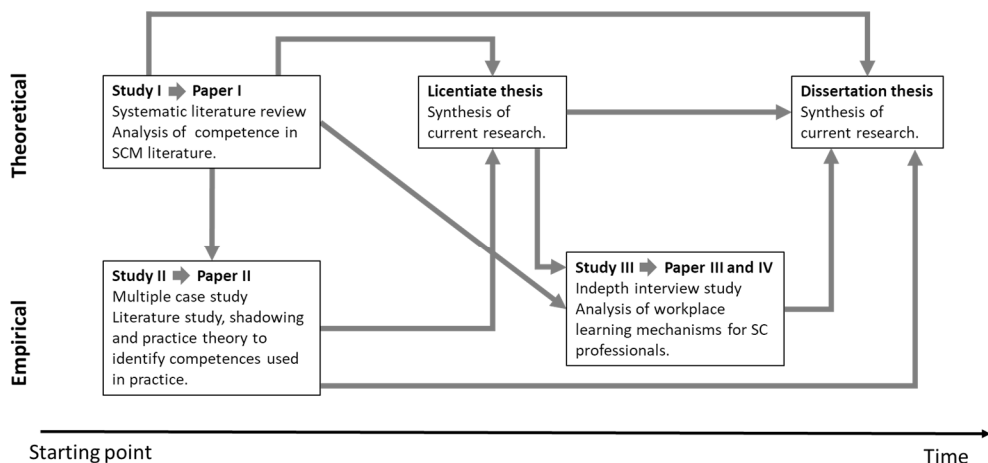 Theoretical
Study I Paper I
Systematic literature review
Analysis of competence in
SCM literature.
Licentiate thesis
Synthesis of
current research.
Dissertation thesis
Synthesis of
current research.
Empirical
Study II Paper II
Multiple case study
Literature study, shadowing
and practice theory to
identify competences used
in practice.
Study III Paper III and IV
Indepth interview study
Analysis of workplace
learning mechanisms for SC
professionals.
Starting point
Time